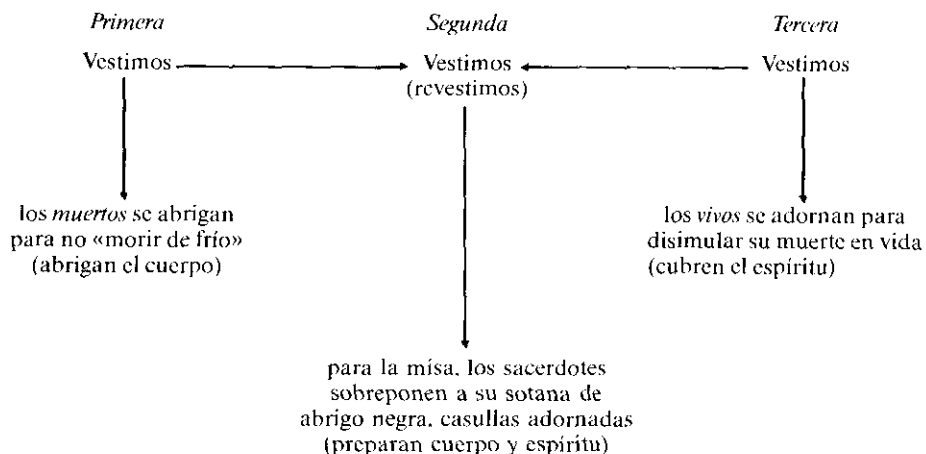 Primera Segunda Tercera
Vestimos Vestimos Vestimos
(revestimos)
los muertos se abrigan
para no «morir de frío»
(abrigan el cuerpo)
los vivos se adornan para
disimular su muerte en vida
(cubren el espíritu)
para la mísa, los sacerdotes
sobreponen a su sotana de
abrigo negra, casullas adornadas
(preparan cuerpo y espíritu)